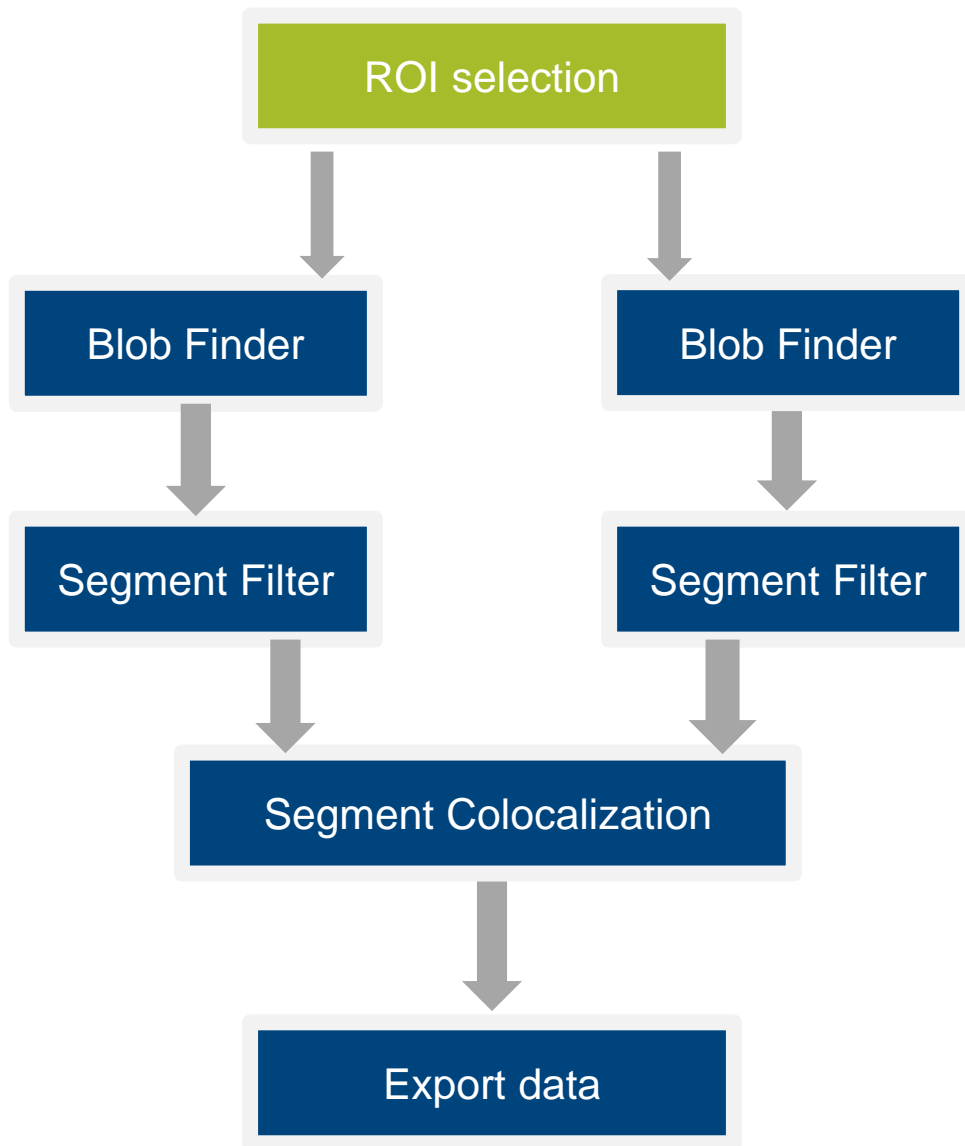 ROI selection
Blob Finder
Blob Finder
Segment Filter
Segment Filter
Segment Colocalization
Export data